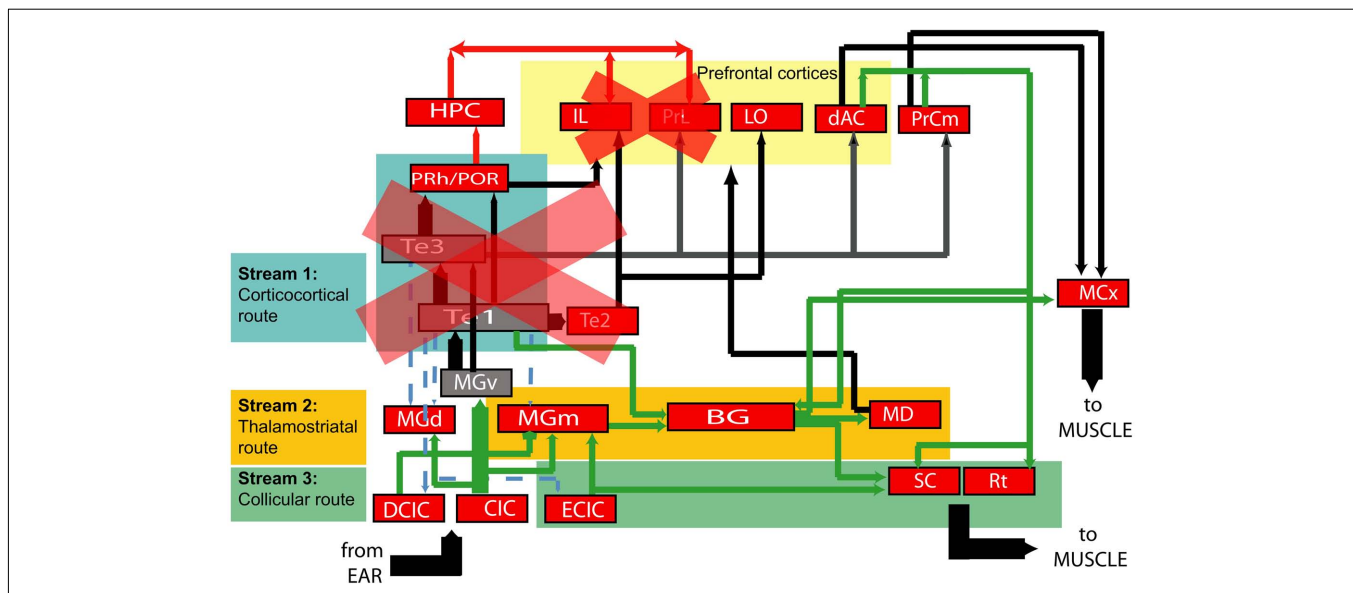 Prefrontal cortices
HPC
IL
PrL
LO
dAC
PrCm
PRh/POR
Te3
Stream 1:
Corticocortical
route
Te1
Te2
MCx
MGv
Stream 2:
Thalamostriatal
route
MGd
MGm
BG
MD
to
MUSCLE
Stream 3:
Collicular route
DCIC
CIC
ECIC
SC
Rt
from
EAR
to
MUSCLE